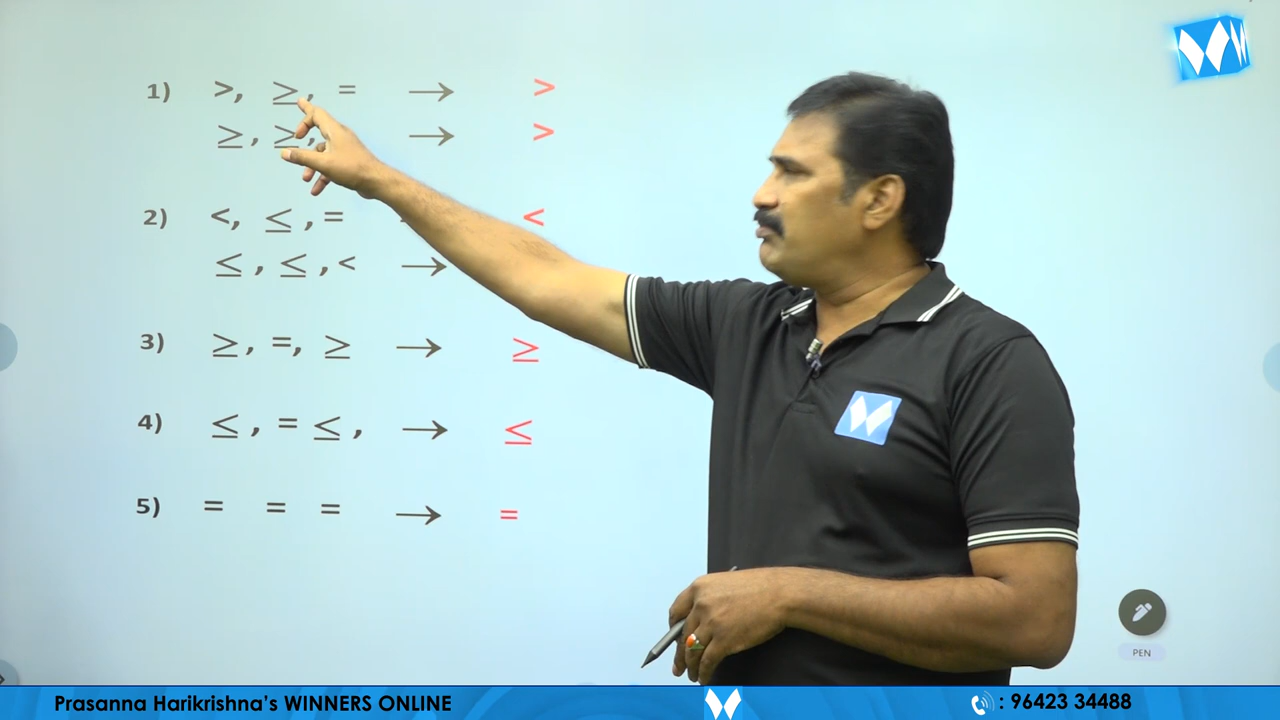 1) >, ≥, = → >
≥, ≥, → >
2) <, ≤, = <
≤, ≤, < →
3) ≥, =, ≥ → ≥
4) ≤, = ≤, → ≤
5) = = = → =
PEN
Prasanna Harikrishna's WINNERS ONLINE : 96423 34488